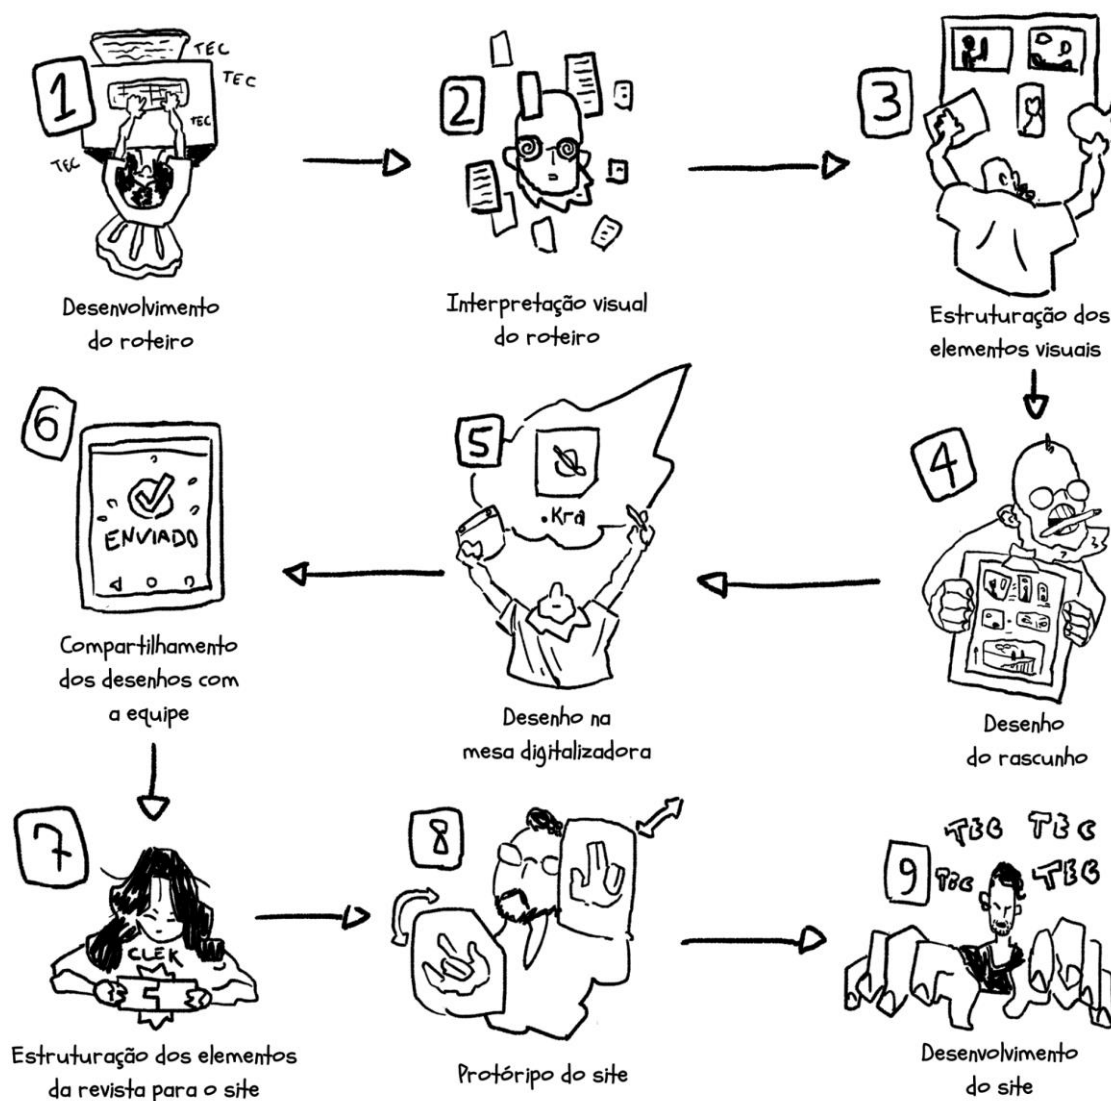 1
TEC
TEC
TEC
TEC
Desenvolvimento
do roteiro
2
Interpretação visual
do roteiro
3
Estruturação dos
elementos visuais
4
Desenho
do rascunho
5
.Kra
Desenho na
mesa digitalizadora
6
ENVIADO
Compartilhamento
dos desenhos com
a equipe
7
CLEK
Estruturação dos elementos
da revista para o site
8
Protóripo do site
9
TEC TEC
TEC TEC
Desenvolvimento
do site